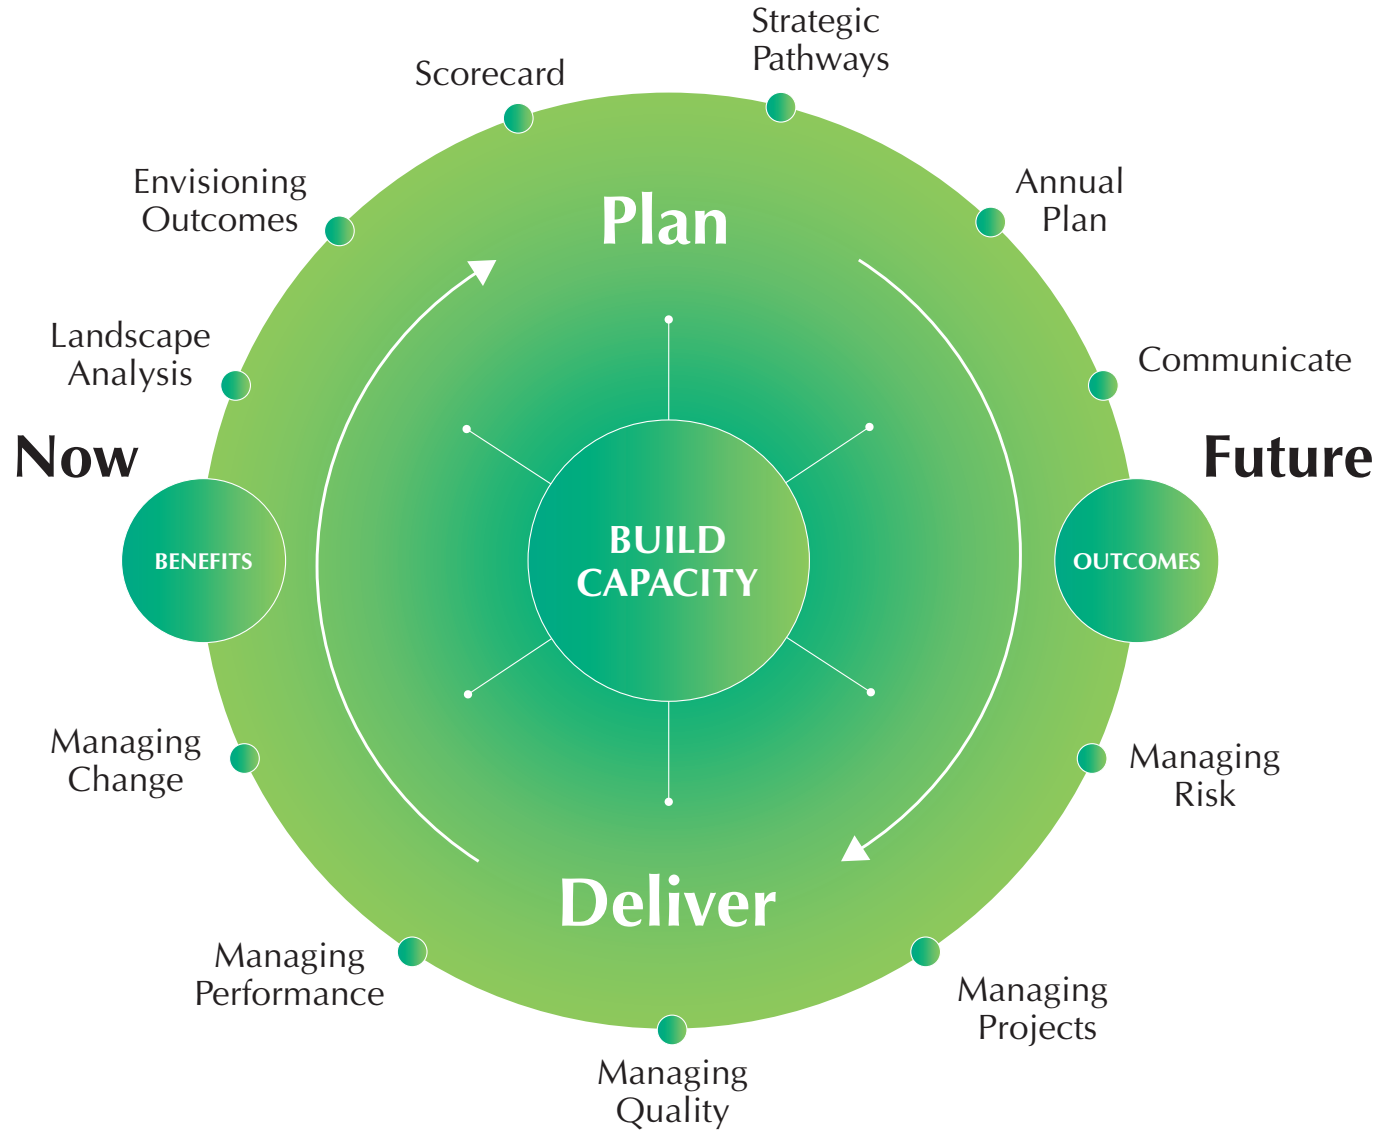 Strategic
Pathways
Scorecard
Envisioning
Outcomes
Annual
Plan
Plan
Landscape
Analysis
Communicate
Now
Future
BENEFITS
BUILD
CAPACITY
OUTCOMES
Managing
Change
Managing
Risk
Deliver
Managing
Performance
Managing
Projects
Managing
Quality